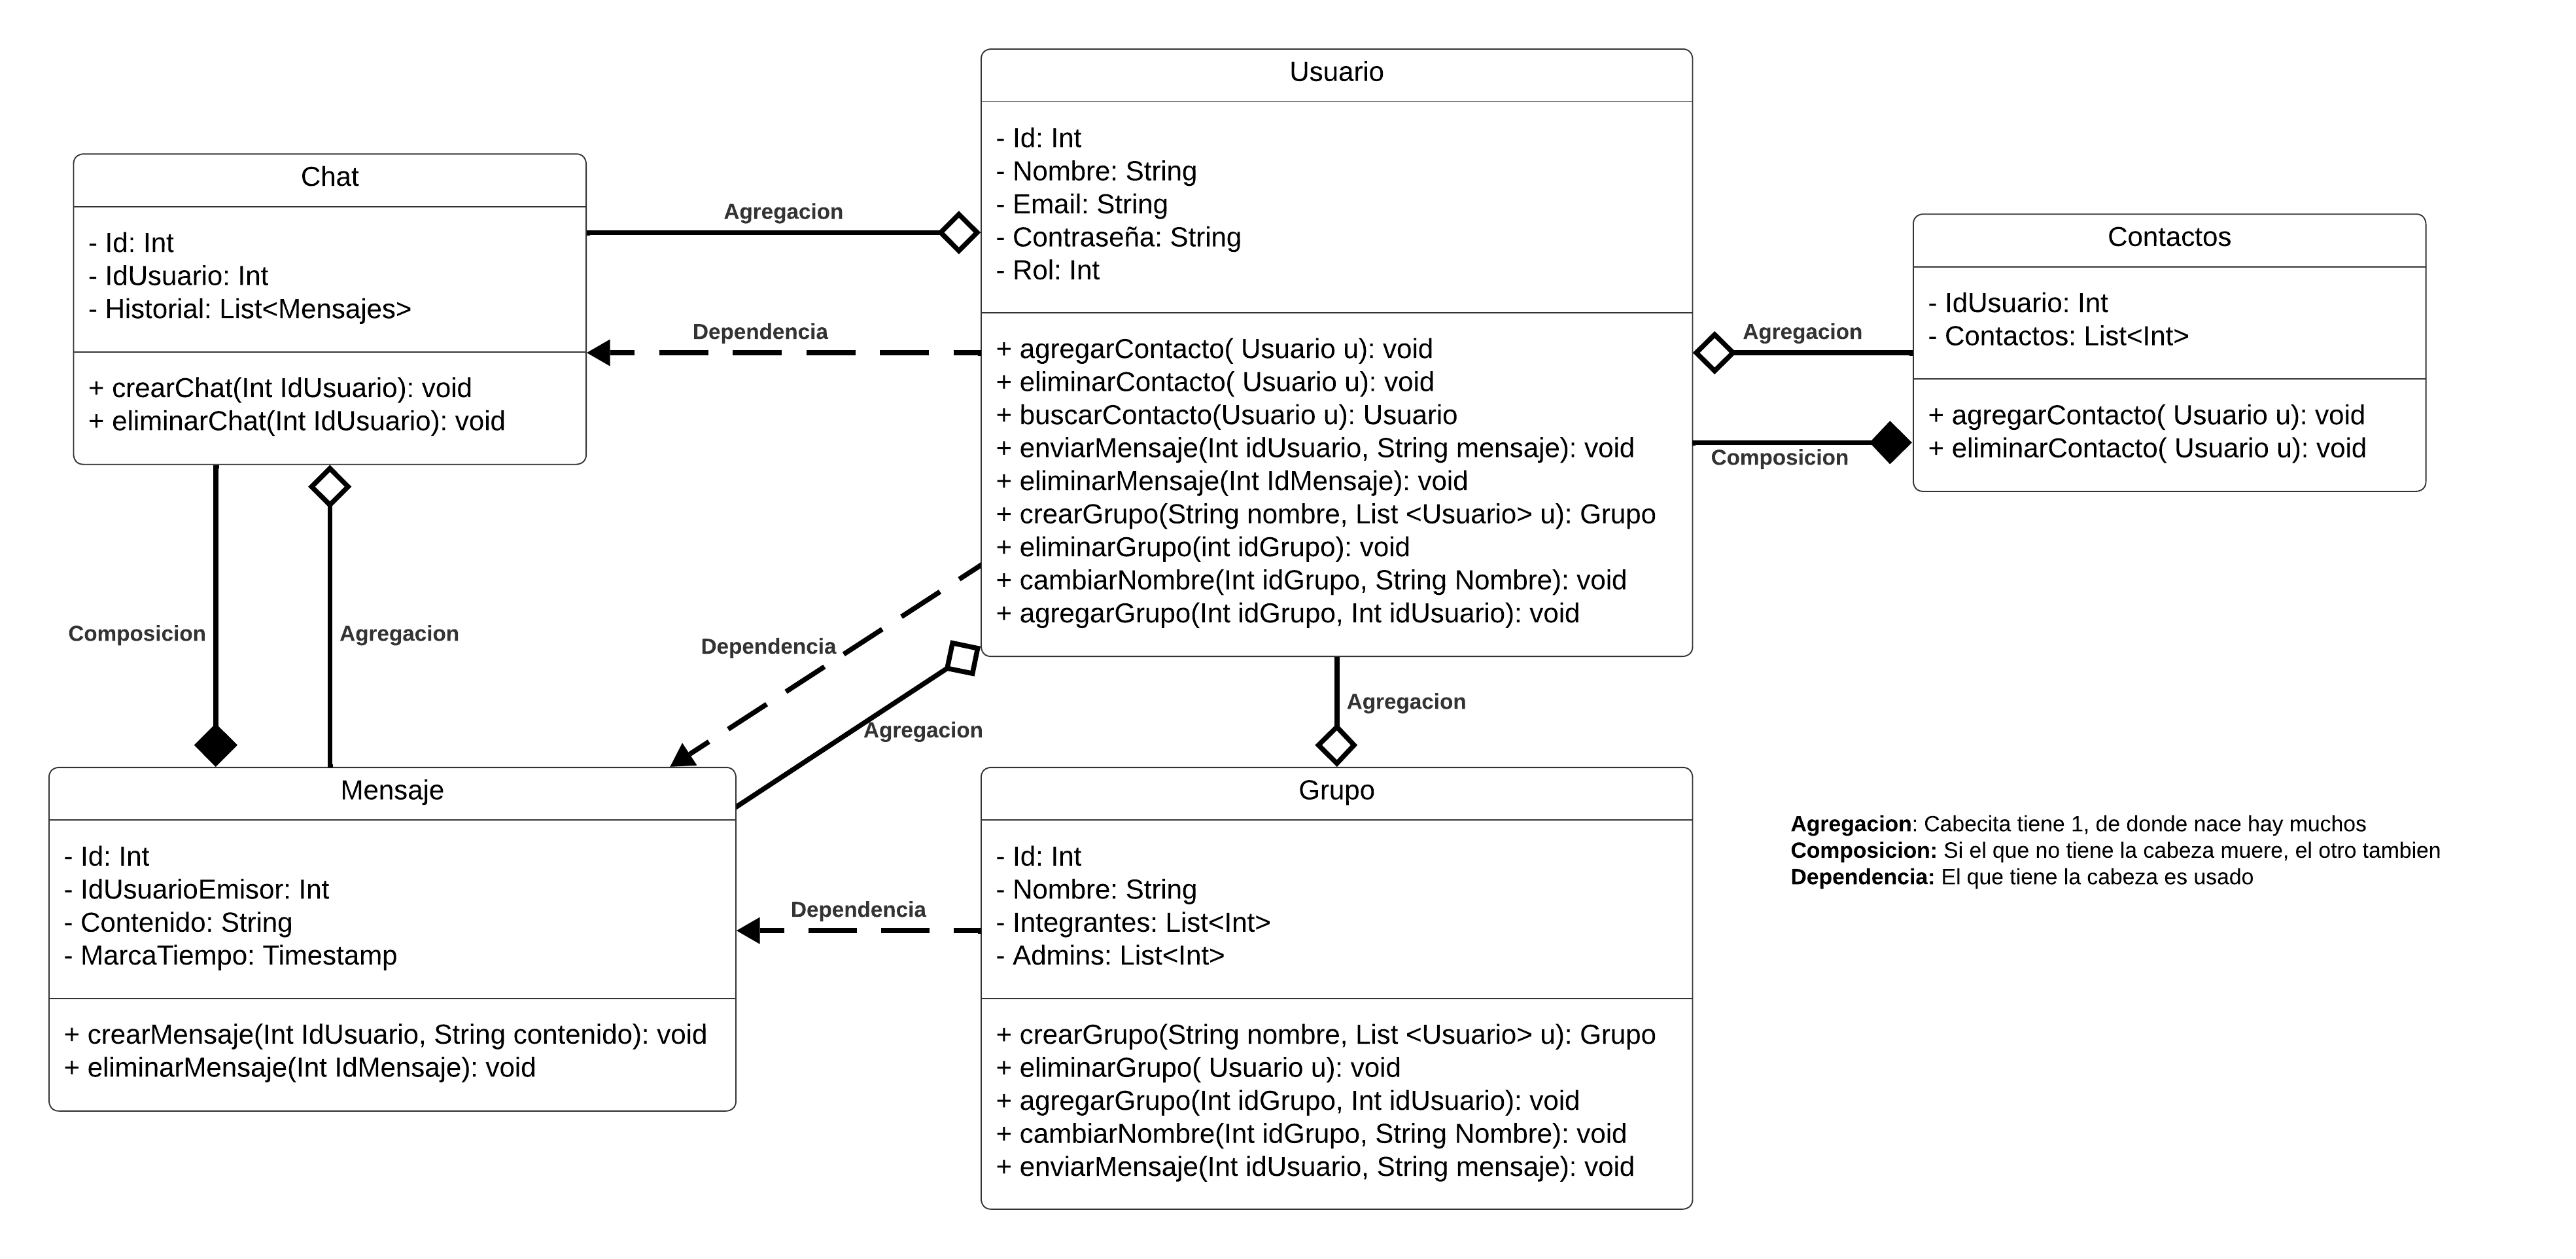 Usuario
- Id: Int
- Nombre: String
- Email: String
- Contraseña: String
- Rol: Int
+ agregarContacto( Usuario u): void
+ eliminarContacto( Usuario u): void
+ buscarContacto(Usuario u): Usuario
+ enviarMensaje(Int idUsuario, String mensaje): void
+ eliminarMensaje(Int IdMensaje): void
+ crearGrupo(String nombre, List <Usuario> u): Grupo
+ eliminarGrupo(int idGrupo): void
+ cambiarNombre(Int idGrupo, String Nombre): void
+ agregarGrupo(Int idGrupo, Int idUsuario): void
Chat
- Id: Int
- IdUsuario: Int
- Historial: List<Mensajes>
+ crearChat(Int IdUsuario): void
+ eliminarChat(Int IdUsuario): void
Agregacion
Dependencia
Contactos
- IdUsuario: Int
- Contactos: List<Int>
+ agregarContacto( Usuario u): void
+ eliminarContacto( Usuario u): void
Agregacion
Composicion
Composicion
Agregacion
Dependencia
Agregacion
Agregacion
Mensaje
- Id: Int
- IdUsuarioEmisor: Int
- Contenido: String
- MarcaTiempo: Timestamp
+ crearMensaje(Int IdUsuario, String contenido): void
+ eliminarMensaje(Int IdMensaje): void
Dependencia
Grupo
- Id: Int
- Nombre: String
- Integrantes: List<Int>
- Admins: List<Int>
+ crearGrupo(String nombre, List <Usuario> u): Grupo
+ eliminarGrupo( Usuario u): void
+ agregarGrupo(Int idGrupo, Int idUsuario): void
+ cambiarNombre(Int idGrupo, String Nombre): void
+ enviarMensaje(Int idUsuario, String mensaje): void
Agregacion: Cabecita tiene 1, de donde nace hay muchos
Composicion: Si el que no tiene la cabeza muere, el otro tambien
Dependencia: El que tiene la cabeza es usado